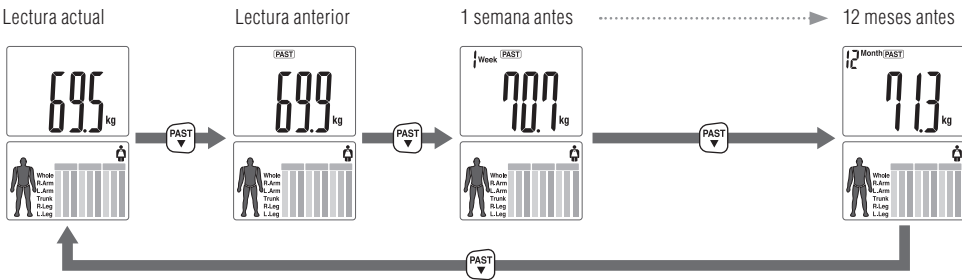 Lectura actual
Lectura anterior
1 semana antes
12 meses antes
69.5 kg
PAST
69.9 kg
1 Week PAST
70.7 kg
12 Month PAST
71.3 kg
PAST
PAST
PAST
Whole
R.Arm
L.Arm
Trunk
R.Leg
L.Leg
Whole
R.Arm
L.Arm
Trunk
R.Leg
L.Leg
Whole
R.Arm
L.Arm
Trunk
R.Leg
L.Leg
Whole
R.Arm
L.Arm
Trunk
R.Leg
L.Leg
PAST